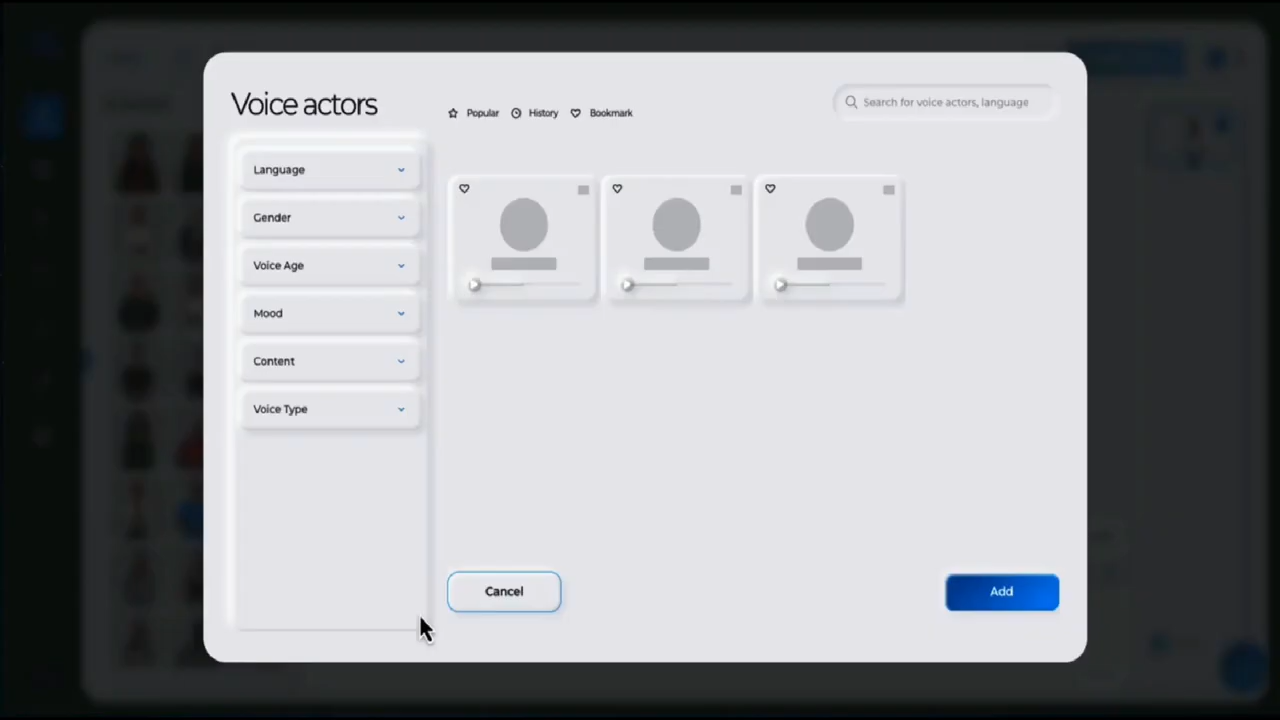 Voice actors
Popular
History
Bookmark
Search for voice actors, language
Language
Gender
Voice Age
Mood
Content
Voice Type
Cancel
Add